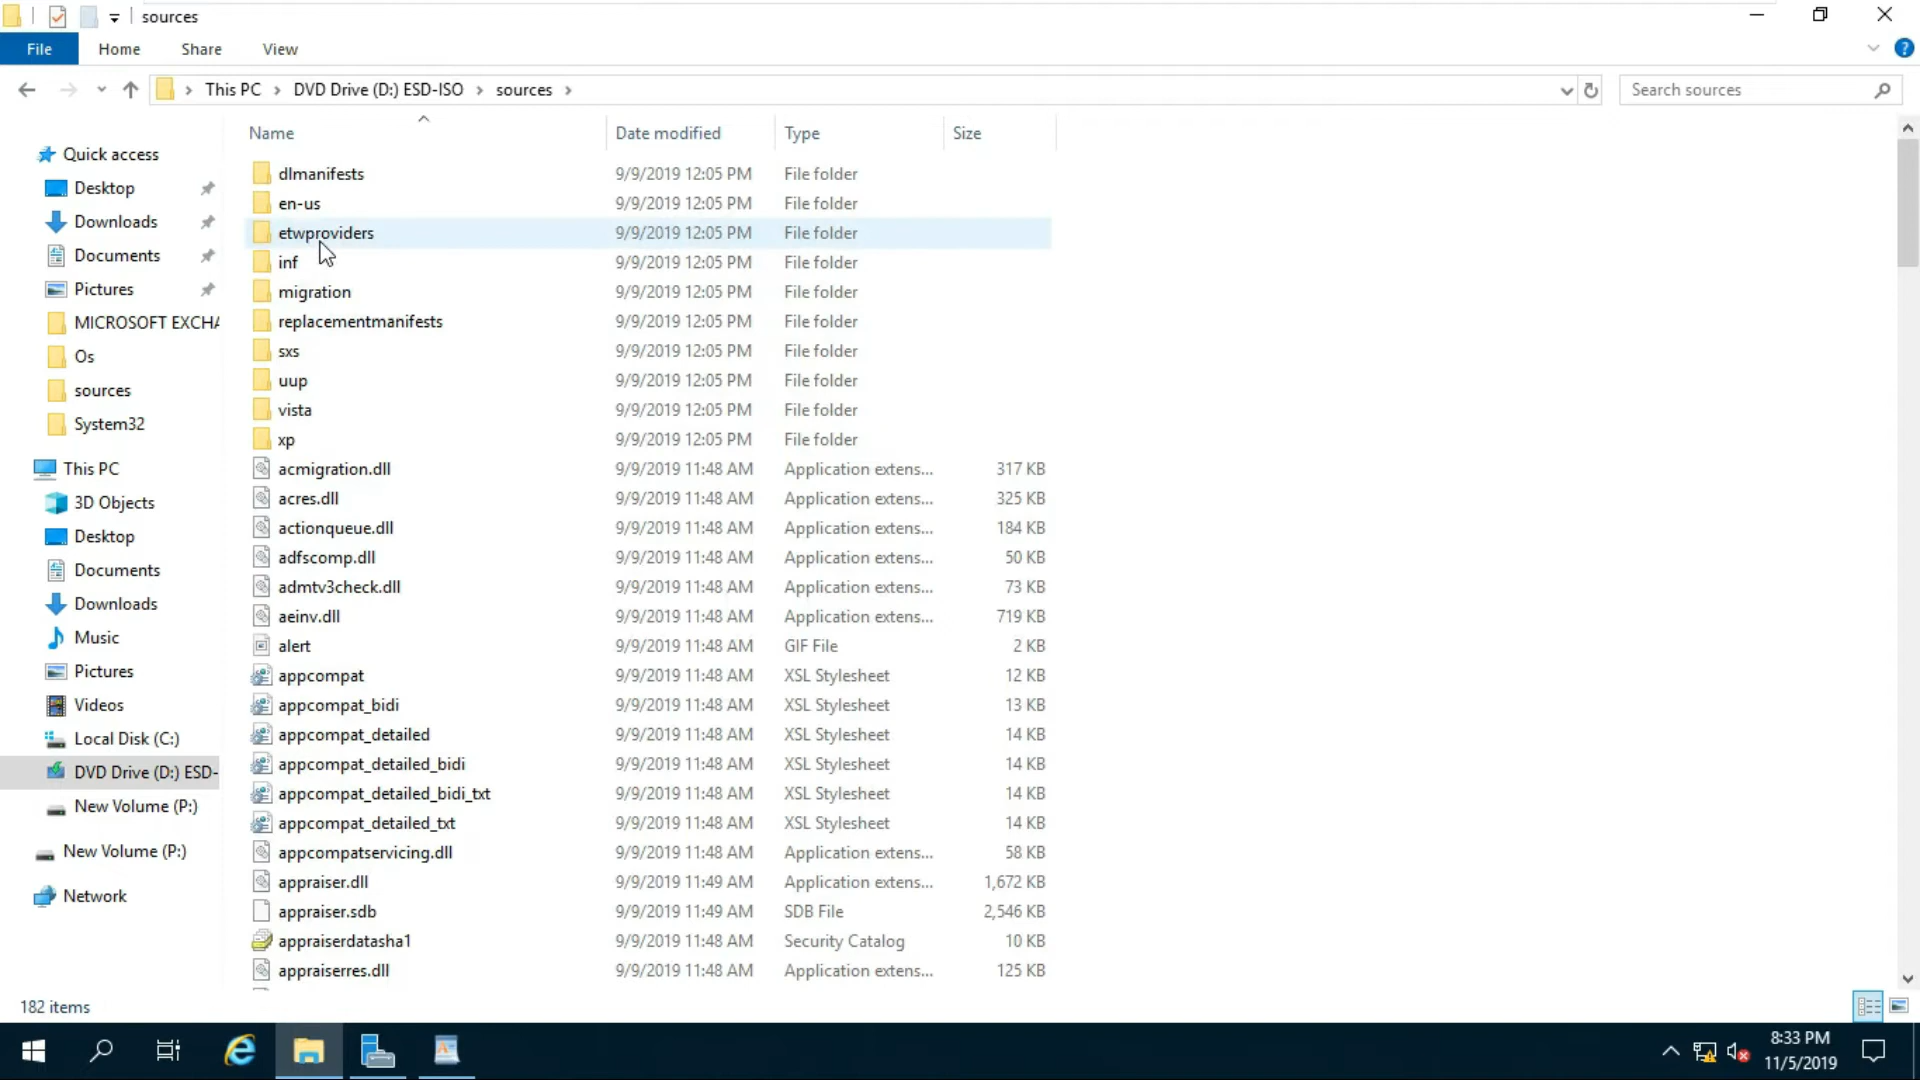 sources
File Home Share View
This PC DVD Drive (D:) ESD-ISO sources
Search sources
Name Date modified Type Size
Quick access
Desktop
Downloads
Documents
Pictures
MICROSOFT EXCHA
Os
sources
System32
This PC
3D Objects
Desktop
Documents
Downloads
Music
Pictures
Videos
Local Disk (C:)
DVD Drive (D:) ESD-
New Volume (P:)
New Volume (P:)
Network
dlmanifests 9/9/2019 12:05 PM File folder
en-us 9/9/2019 12:05 PM File folder
etwproviders 9/9/2019 12:05 PM File folder
inf 9/9/2019 12:05 PM File folder
migration 9/9/2019 12:05 PM File folder
replacementmanifests 9/9/2019 12:05 PM File folder
sxs 9/9/2019 12:05 PM File folder
uup 9/9/2019 12:05 PM File folder
vista 9/9/2019 12:05 PM File folder
xp 9/9/2019 12:05 PM File folder
acmigration.dll 9/9/2019 11:48 AM Application extens... 317 KB
acres.dll 9/9/2019 11:48 AM Application extens... 325 KB
actionqueue.dll 9/9/2019 11:48 AM Application extens... 184 KB
adfscomp.dll 9/9/2019 11:48 AM Application extens... 50 KB
admtv3check.dll 9/9/2019 11:48 AM Application extens... 73 KB
aeinv.dll 9/9/2019 11:48 AM Application extens... 719 KB
alert 9/9/2019 11:48 AM GIF File 2 KB
appcompat 9/9/2019 11:48 AM XSL Stylesheet 12 KB
appcompat_bidi 9/9/2019 11:48 AM XSL Stylesheet 13 KB
appcompat_detailed 9/9/2019 11:48 AM XSL Stylesheet 14 KB
appcompat_detailed_bidi 9/9/2019 11:48 AM XSL Stylesheet 14 KB
appcompat_detailed_bidi_txt 9/9/2019 11:48 AM XSL Stylesheet 14 KB
appcompat_detailed_txt 9/9/2019 11:48 AM XSL Stylesheet 14 KB
appcompatservicing.dll 9/9/2019 11:48 AM Application extens... 58 KB
appraiser.dll 9/9/2019 11:49 AM Application extens... 1,672 KB
appraiser.sdb 9/9/2019 11:49 AM SDB File 2,546 KB
appraiserdatasha1 9/9/2019 11:48 AM Security Catalog 10 KB
appraiserres.dll 9/9/2019 11:48 AM Application extens... 125 KB
182 items
8:33 PM
11/5/2019